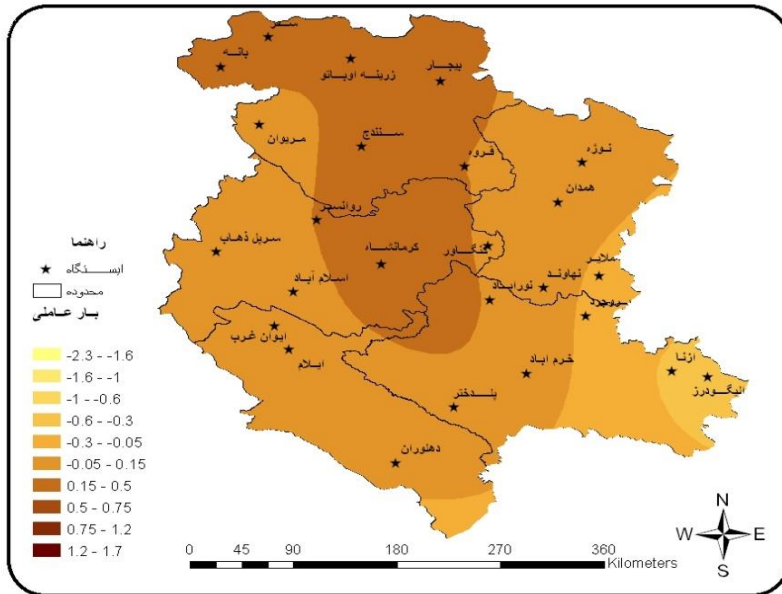 سقز
بانه
زرینه اوباتو
بیجار
مریوان
سنندج
قروه
نوژه
همدان
روانسر
سرپل ذهاب
کرمانشاه
کنگاور
ملایر
نهاوند
اسلام آباد
نورآباد
بروجرد
ایوان غرب
ایلام
ازنا
الیگودرز
خرم اباد
پلدختر
دهلوران
راهنما
ایستگاه
محدوده
بار عاملی
-2.3 - -1.6
-1.6 - -1
-1 - -0.6
-0.6 - -0.3
-0.3 - -0.05
-0.05 - 0.15
0.15 - 0.5
0.5 - 0.75
0.75 - 1.2
1.2 - 1.7
0 45 90 180 270 360
Kilometers
N
W E
S